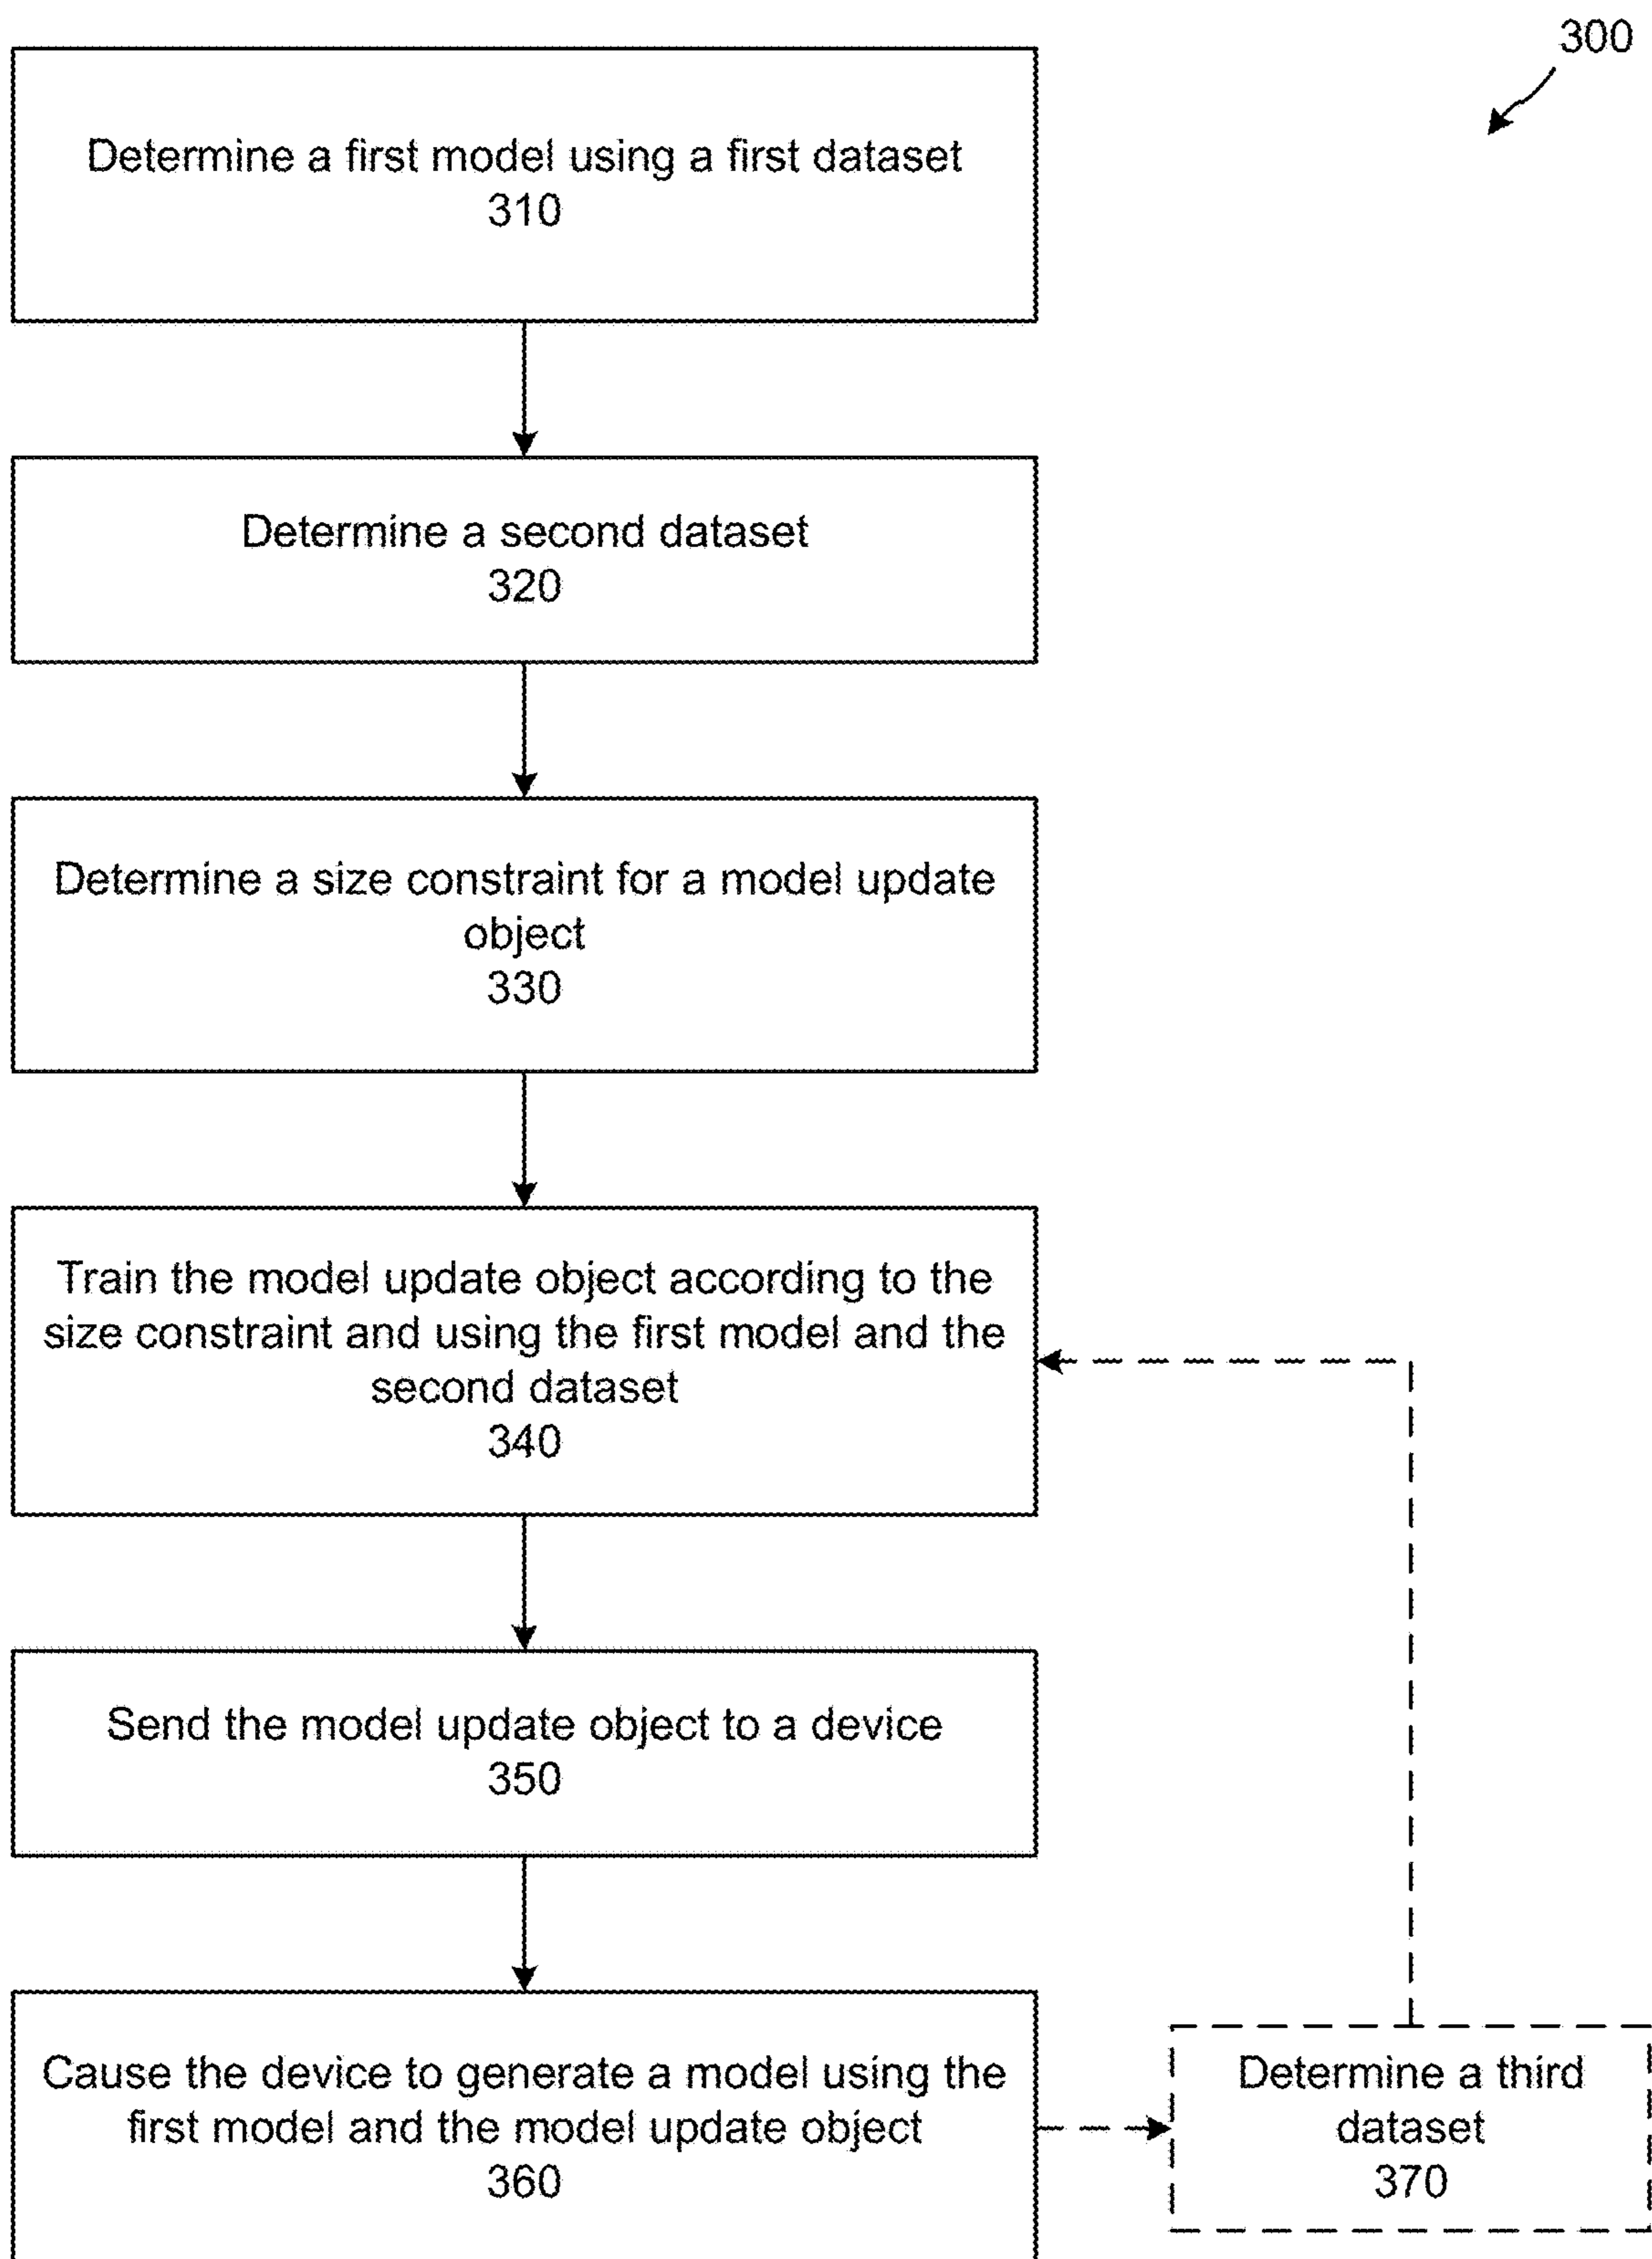 300
Determine a first model using a first dataset
310
Determine a second dataset
320
Determine a size constraint for a model update
object
330
Train the model update object according to the
size constraint and using the first model and the
second dataset
340
Send the model update object to a device
350
Cause the device to generate a model using the
first model and the model update object
360
Determine a third
dataset
370